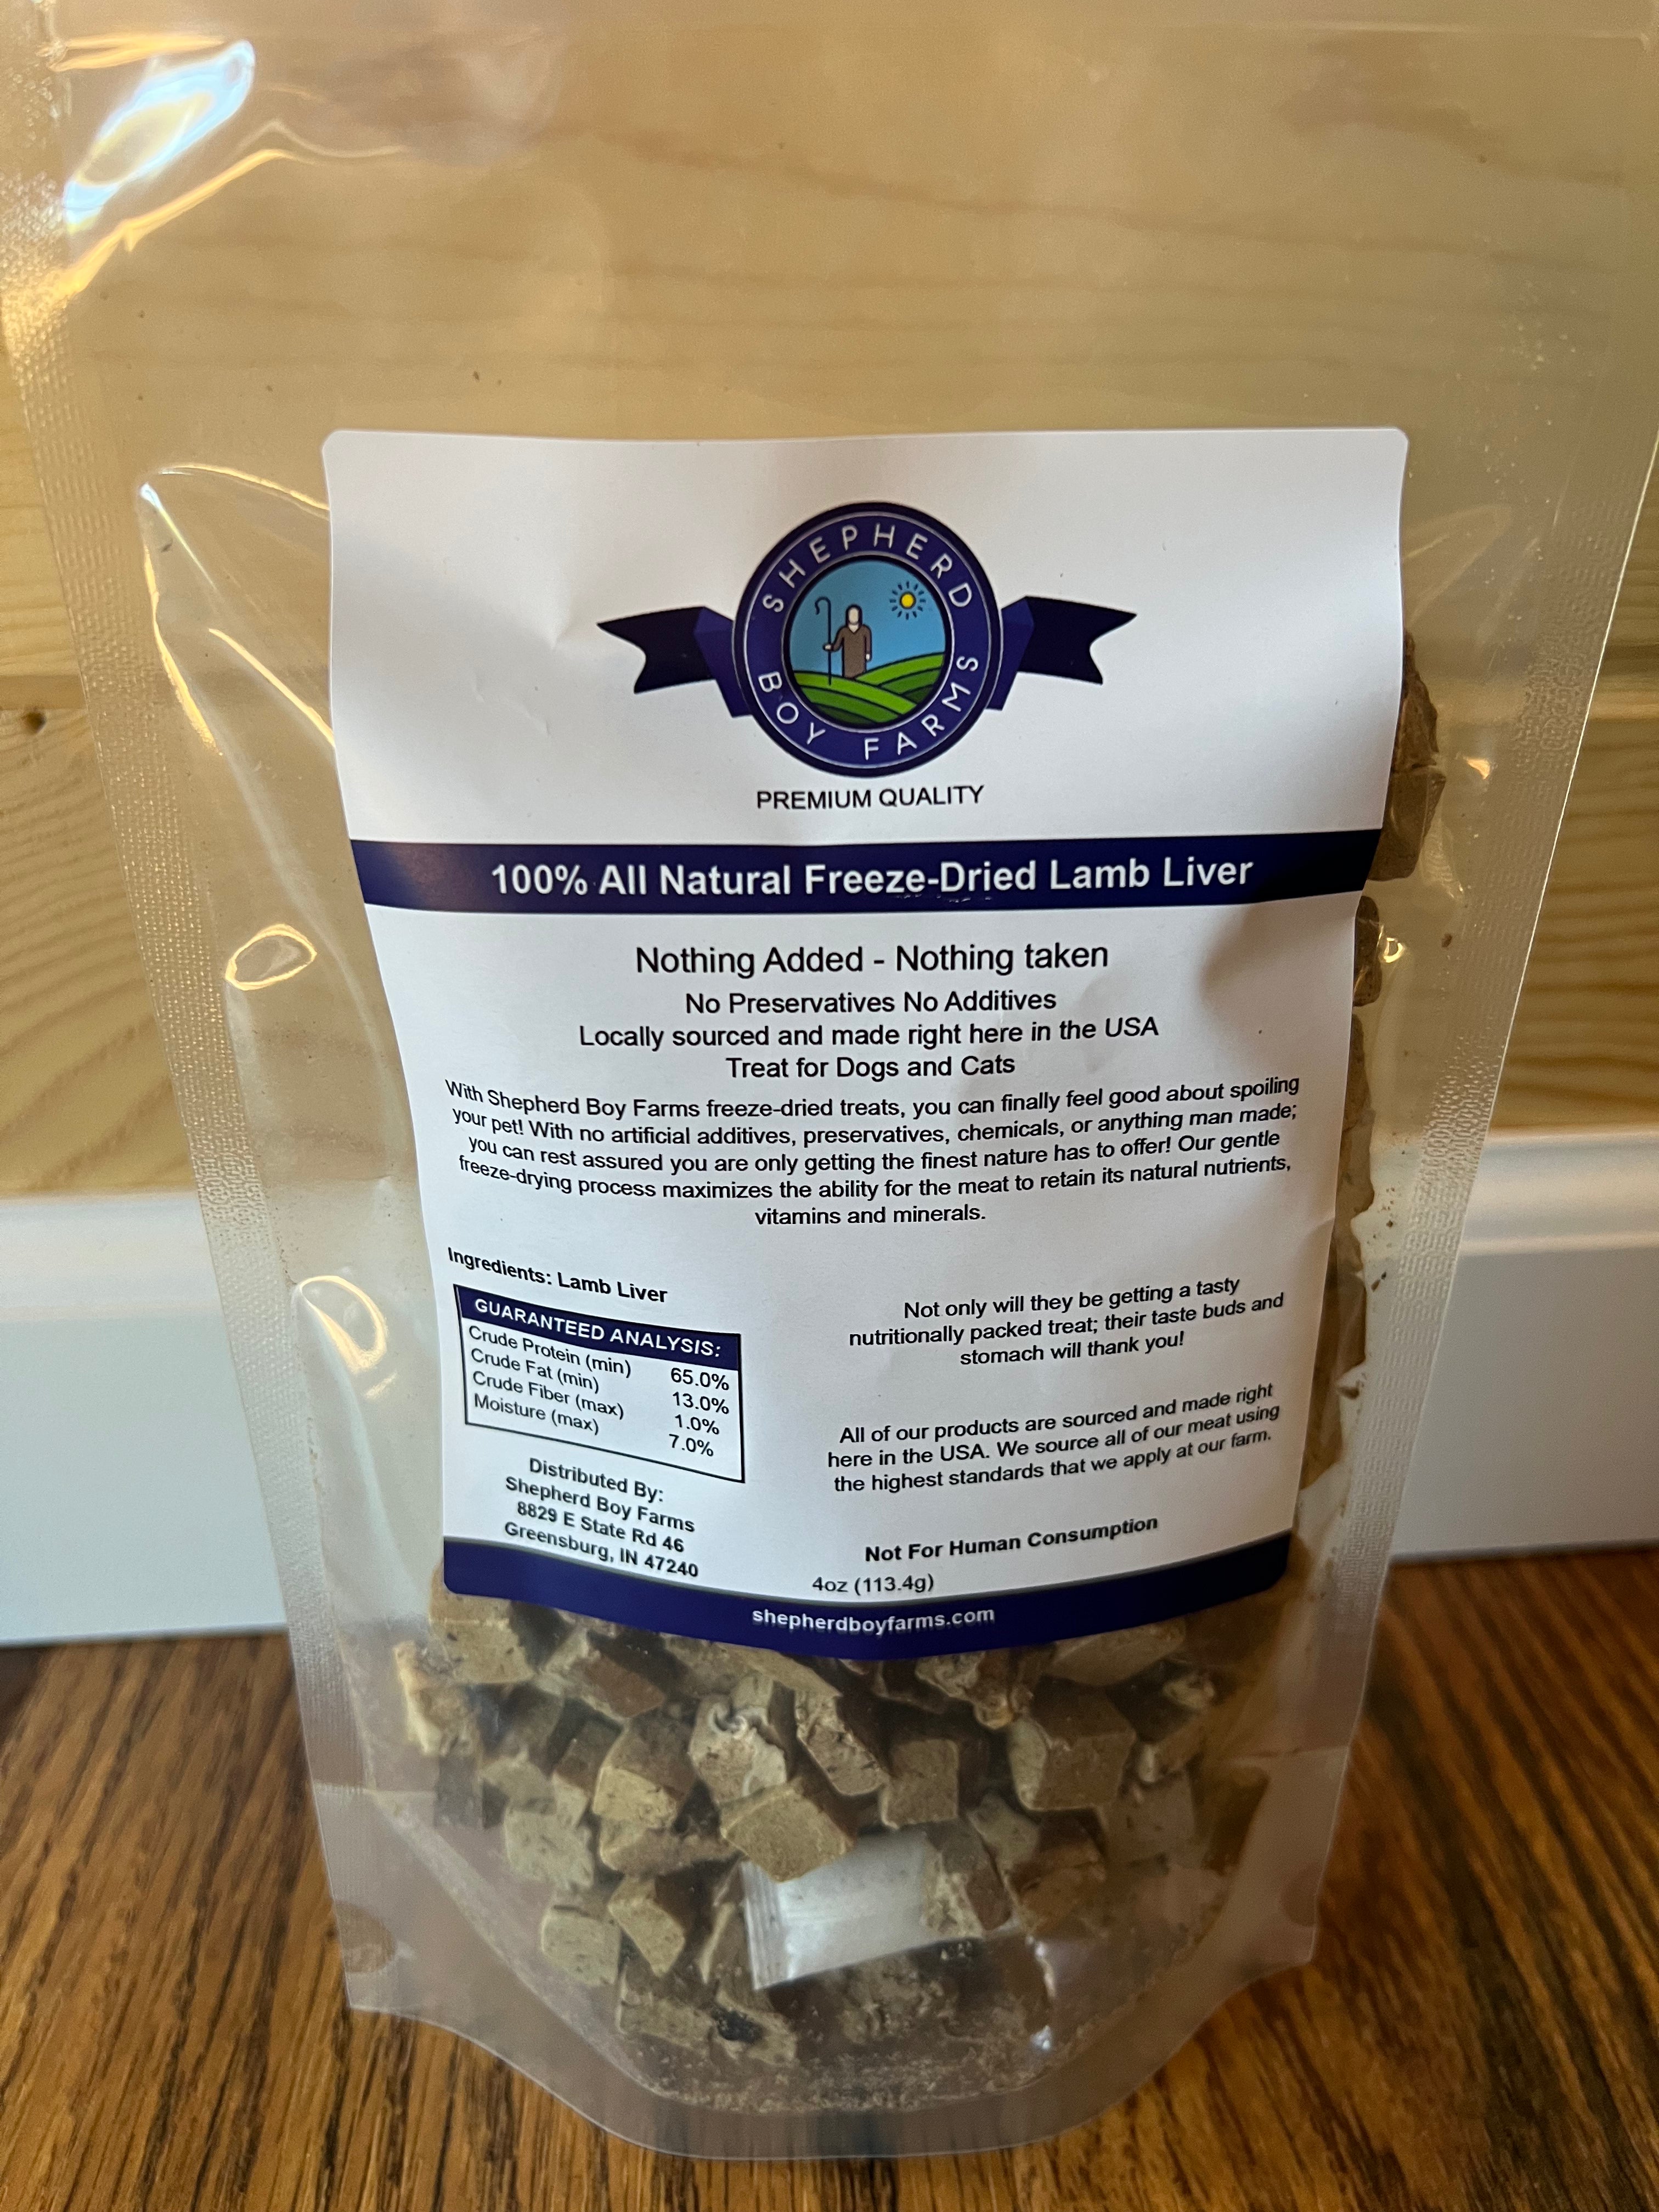 SHEPHERD
BOY FARMS
PREMIUM QUALITY
100% All Natural Freeze-Dried Lamb Liver
Nothing Added - Nothing taken
No Preservatives No Additives
Locally sourced and made right here in the USA
Treat for Dogs and Cats
With Shepherd Boy Farms freeze-dried treats, you can finally feel good about spoiling
your pet! With no artificial additives, preservatives, chemicals, or anything man made;
you can rest assured you are only getting the finest nature has to offer! Our gentle
freeze-drying process maximizes the ability for the meat to retain its natural nutrients,
vitamins and minerals.
Ingredients: Lamb Liver
GUARANTEED ANALYSIS:
Crude Protein (min) 65.0%
Crude Fat (min) 13.0%
Crude Fiber (max) 1.0%
Moisture (max) 7.0%
Distributed By:
Shepherd Boy Farms
8829 E State Rd 46
Greensburg, IN 47240
Not only will they be getting a tasty
nutritionally packed treat; their taste buds and
stomach will thank you!
All of our products are sourced and made right
here in the USA. We source all of our meat using
the highest standards that we apply at our farm.
Not For Human Consumption
4oz (113.4g)
shepherdboyfarms.com